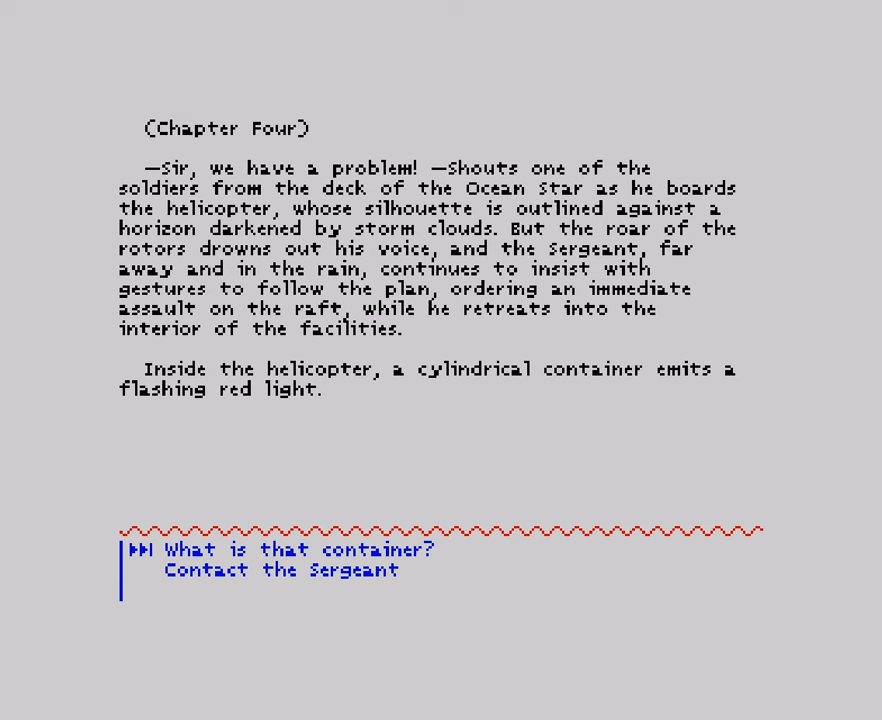 (Chapter Four)
—Sir, we have a problem! —Shouts one of the
soldiers from the deck of the Ocean Star as he boards
the helicopter, whose silhouette is outlined against a
horizon darkened by storm clouds. But the roar of the
rotors drowns out his voice, and the Sergeant, far
away and in the rain, continues to insist with
gestures to follow the plan, ordering an immediate
assault on the raft, while he retreats into the
interior of the facilities.
Inside the helicopter, a cylindrical container emits a
flashing red light.
What is that container?
Contact the Sergeant